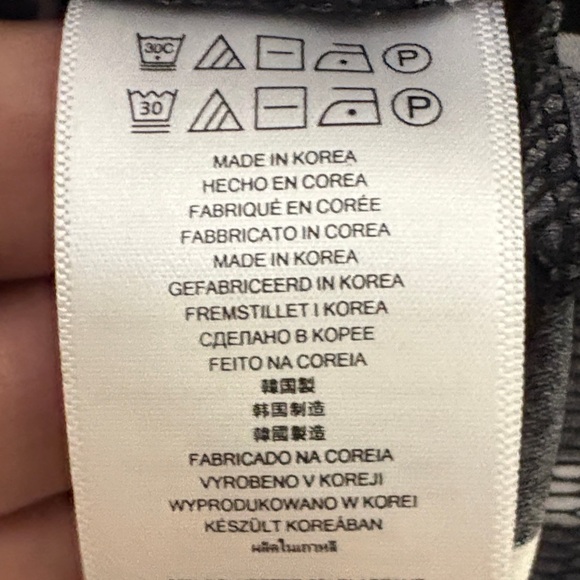 30C P
30 P
MADE IN KOREA
HECHO EN COREA
FABRIQUÉ EN CORÉE
FABBRICATO IN COREA
MADE IN KOREA
GEFABRICEERD IN KOREA
FREMSTILLET I KOREA
СДЕЛАНО В КОРЕЕ
FEITO NA COREIA
韓国製
韩国制造
韓國製造
FABRICADO NA COREIA
VYROBENO V KOREJI
WYPRODUKOWANO W KOREI
KÉSZÜLT KOREÁBAN
ผลิตในเกาหลี